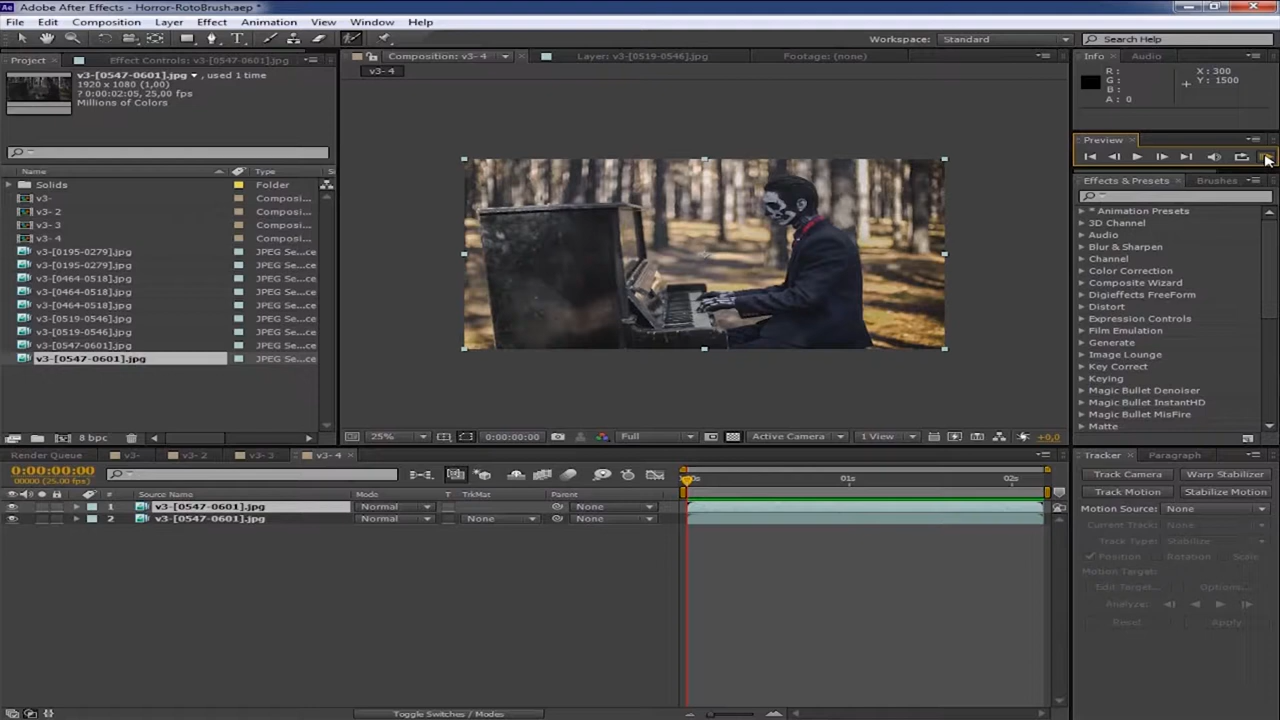 Adobe After Effects - Horror-RotoBrush.aep *
File Edit Composition Layer Effect Animation View Window Help
Workspace: Standard Search Help
Project Effect Controls: v3-[0547-0601].jpg
Composition: v3- 4 Layer: v3-[0519-0546].jpg Footage: (none)
Info Audio
v3-[0547-0601].jpg , used 1 time
1920 x 1080 (1,00)
? 0:00:02:05, 25,00 fps
Millions of Colors
v3- 4
R :
G :
B :
A : 0
X : 300
Y : 1500
Preview
Name Type
Solids Folder
v3- Composi...
v3- 2 Composi...
v3- 3 Composi...
v3- 4 Composi...
v3-[0195-0279].jpg JPEG Se...ce
v3-[0195-0279].jpg JPEG Se...ce
v3-[0464-0518].jpg JPEG Se...ce
v3-[0464-0518].jpg JPEG Se...ce
v3-[0519-0546].jpg JPEG Se...ce
v3-[0519-0546].jpg JPEG Se...ce
v3-[0547-0601].jpg JPEG Se...ce
v3-[0547-0601].jpg JPEG Se...ce
8 bpc
25% 0:00:00:00 Full Active Camera 1 View +0,0
Effects & Presets Brushes
* Animation Presets
3D Channel
Audio
Blur & Sharpen
Channel
Color Correction
Composite Wizard
Digieffects FreeForm
Distort
Expression Controls
Film Emulation
Generate
Image Lounge
Key Correct
Keying
Magic Bullet Denoiser
Magic Bullet InstantHD
Magic Bullet MisFire
Matte
Render Queue v3- v3- 2 v3- 3 v3- 4
0:00:00:00
00000 (25.00 fps)
# Source Name Mode T TrkMat Parent
01s 02s
1 v3-[0547-0601].jpg Normal None
2 v3-[0547-0601].jpg Normal None None
Toggle Switches / Modes
Tracker Paragraph
Track Camera Warp Stabilizer
Track Motion Stabilize Motion
Motion Source: None
Current Track: None
Track Type: Stabilize
Position Rotation Scale
Motion Target:
Edit Target... Options...
Analyze:
Reset Apply